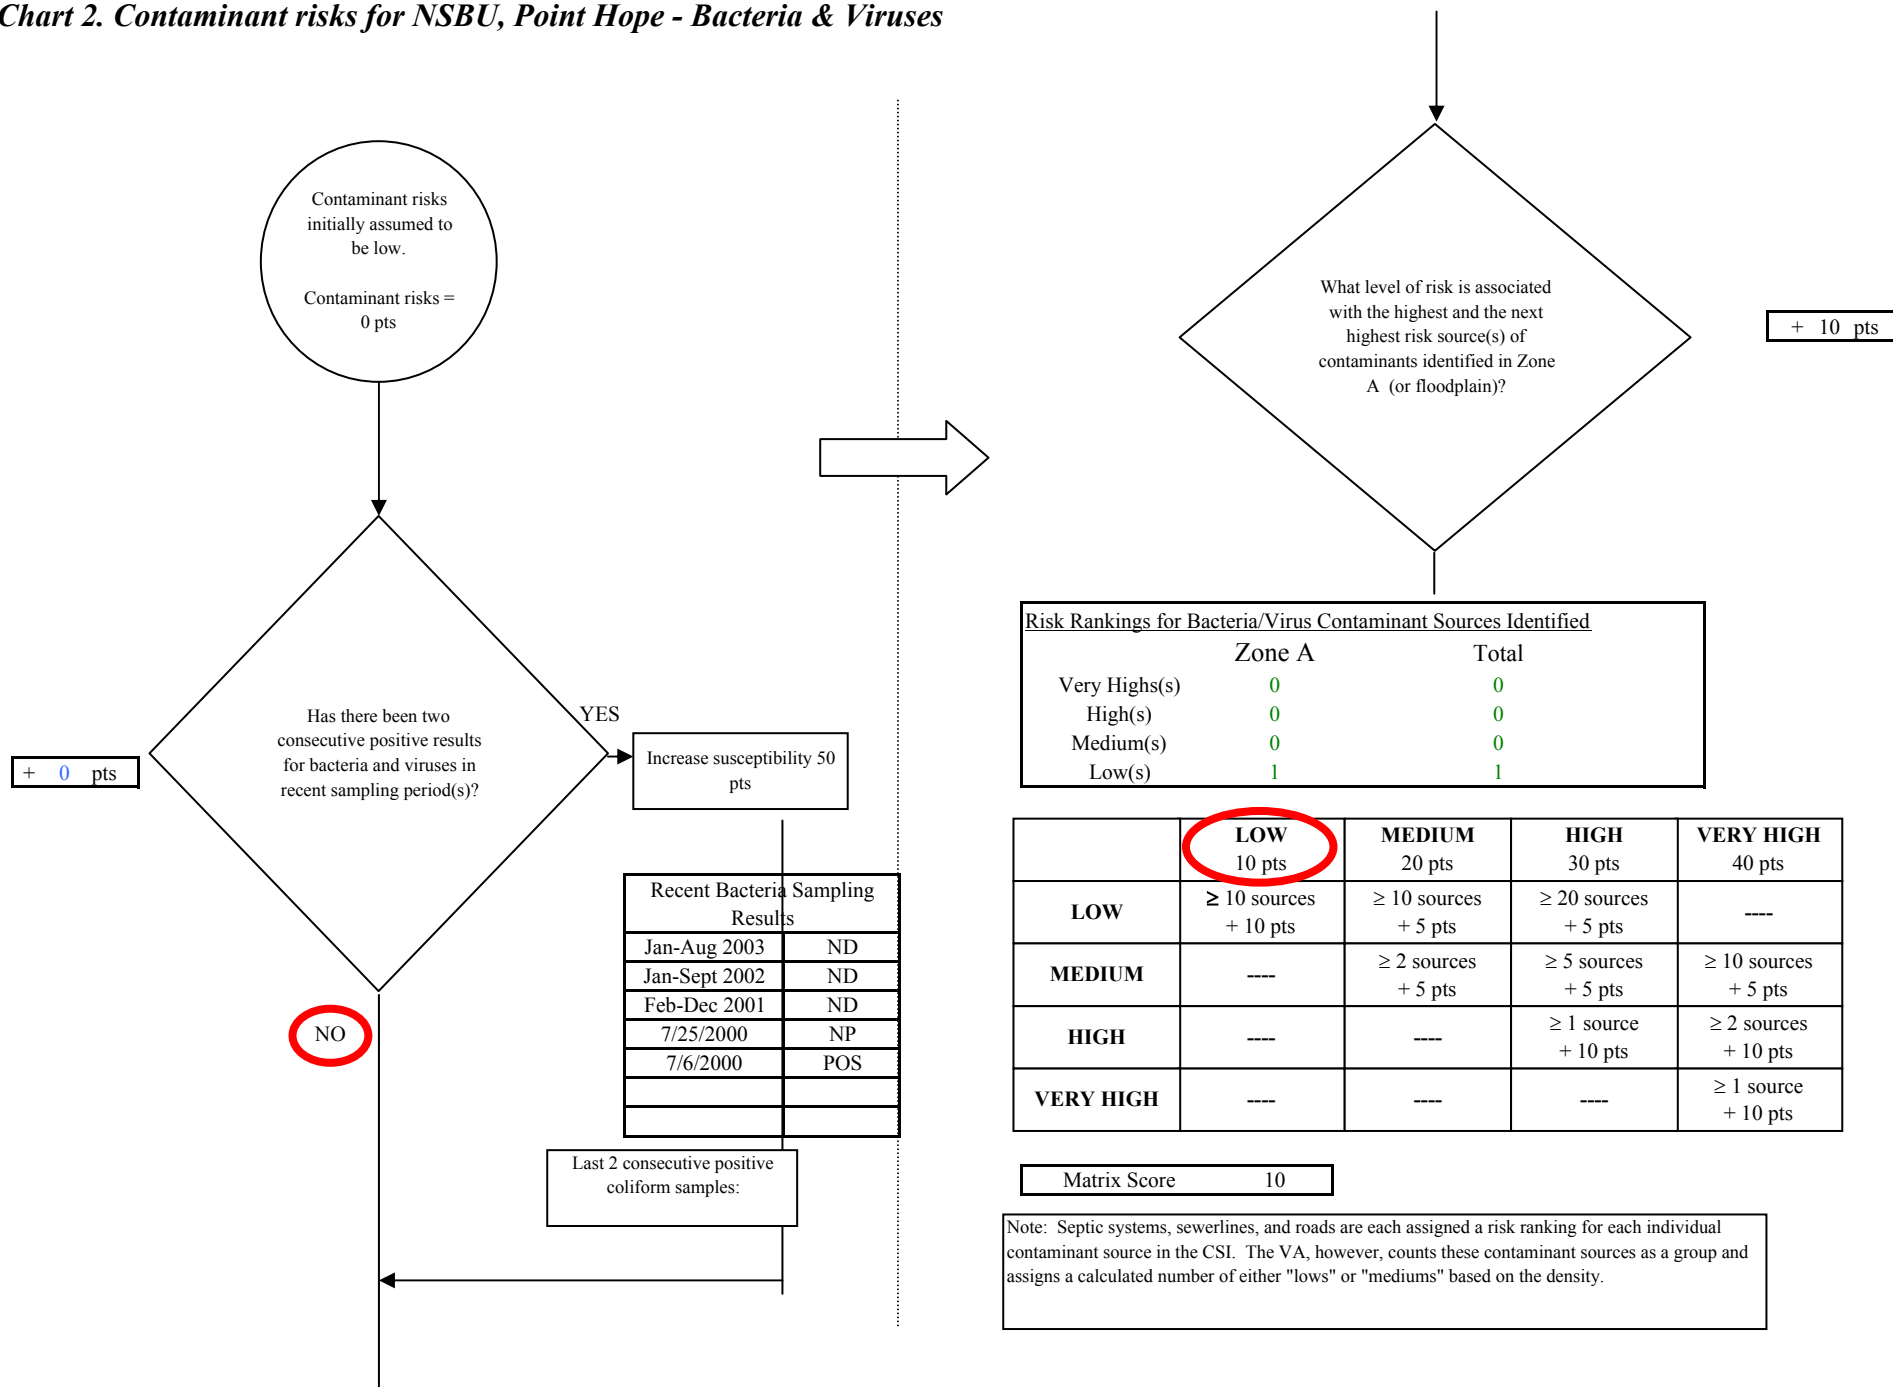 Chart 2. Contaminant risks for NSBU, Point Hope - Bacteria & Viruses
Contaminant risks
initially assumed to
be low.
Contaminant risks =
0 pts
Has there been two
consecutive positive results
for bacteria and viruses in
recent sampling period(s)?
+ 0 pts
YES
Increase susceptibility 50
pts
Recent Bacteria Sampling
Results
Jan-Aug 2003 ND
Jan-Sept 2002 ND
Feb-Dec 2001 ND
7/25/2000 NP
7/6/2000 POS
NO
Last 2 consecutive positive
coliform samples:
What level of risk is associated
with the highest and the next
highest risk source(s) of
contaminants identified in Zone
A (or floodplain)?
+ 10 pts
Risk Rankings for Bacteria/Virus Contaminant Sources Identified
Zone A Total
Very Highs(s) 0 0
High(s) 0 0
Medium(s) 0 0
Low(s) 1 1
LOW MEDIUM HIGH VERY HIGH
10 pts 20 pts 30 pts 40 pts
LOW ≥ 10 sources ≥ 10 sources ≥ 20 sources ----
+ 10 pts + 5 pts + 5 pts
MEDIUM ---- ≥ 2 sources ≥ 5 sources ≥ 10 sources
+ 5 pts + 5 pts + 5 pts
HIGH ---- ---- ≥ 1 source ≥ 2 sources
+ 10 pts + 10 pts
VERY HIGH ---- ---- ---- ≥ 1 source
+ 10 pts
Matrix Score 10
Note: Septic systems, sewerlines, and roads are each assigned a risk ranking for each individual
contaminant source in the CSI. The VA, however, counts these contaminant sources as a group and
assigns a calculated number of either "lows" or "mediums" based on the density.